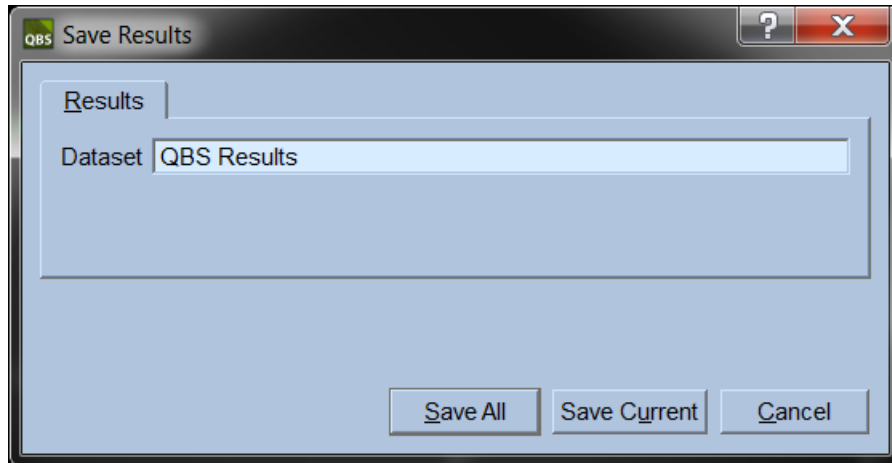 QBS Save Results
? X
Results
Dataset QBS Results
Save All Save Current Cancel